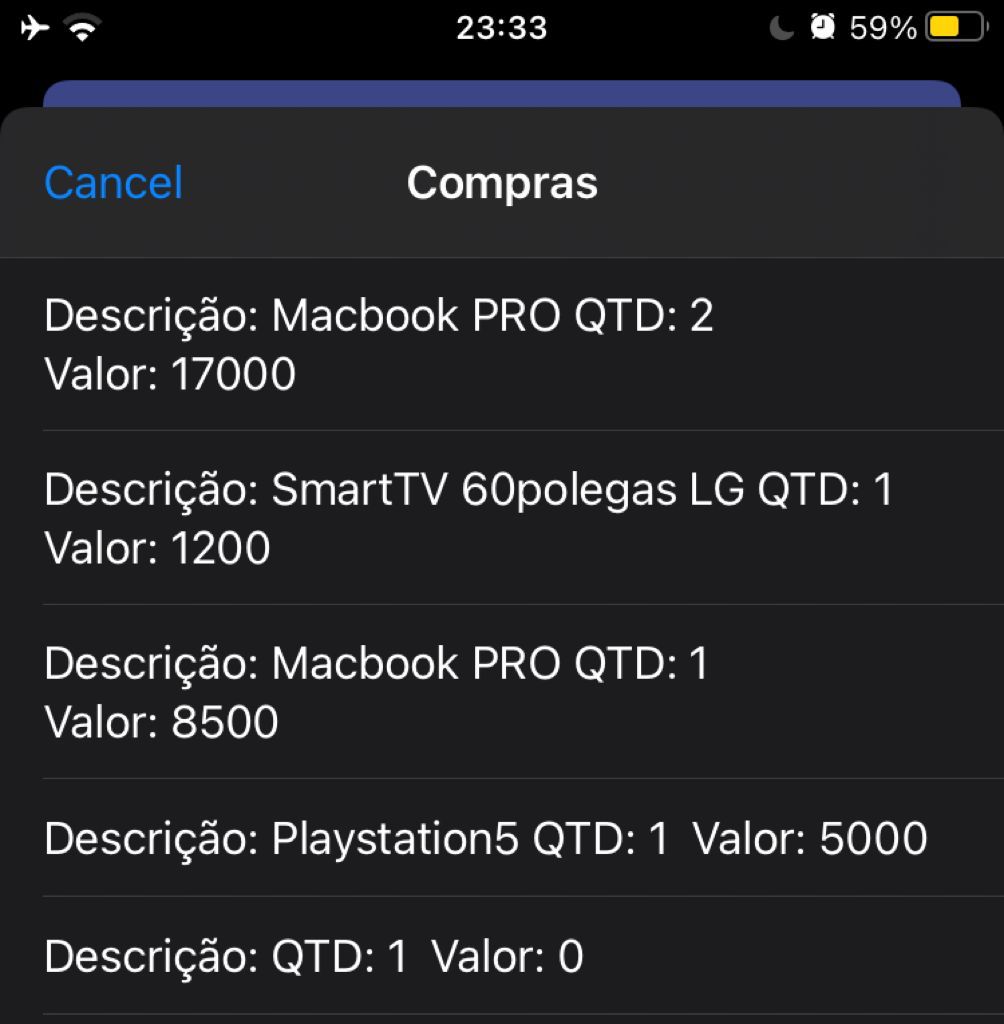 23:33
59%
Cancel
Compras
Descrição: Macbook PRO QTD: 2
Valor: 17000
Descrição: SmartTV 60polegas LG QTD: 1
Valor: 1200
Descrição: Macbook PRO QTD: 1
Valor: 8500
Descrição: Playstation5 QTD: 1  Valor: 5000
Descrição: QTD: 1  Valor: 0